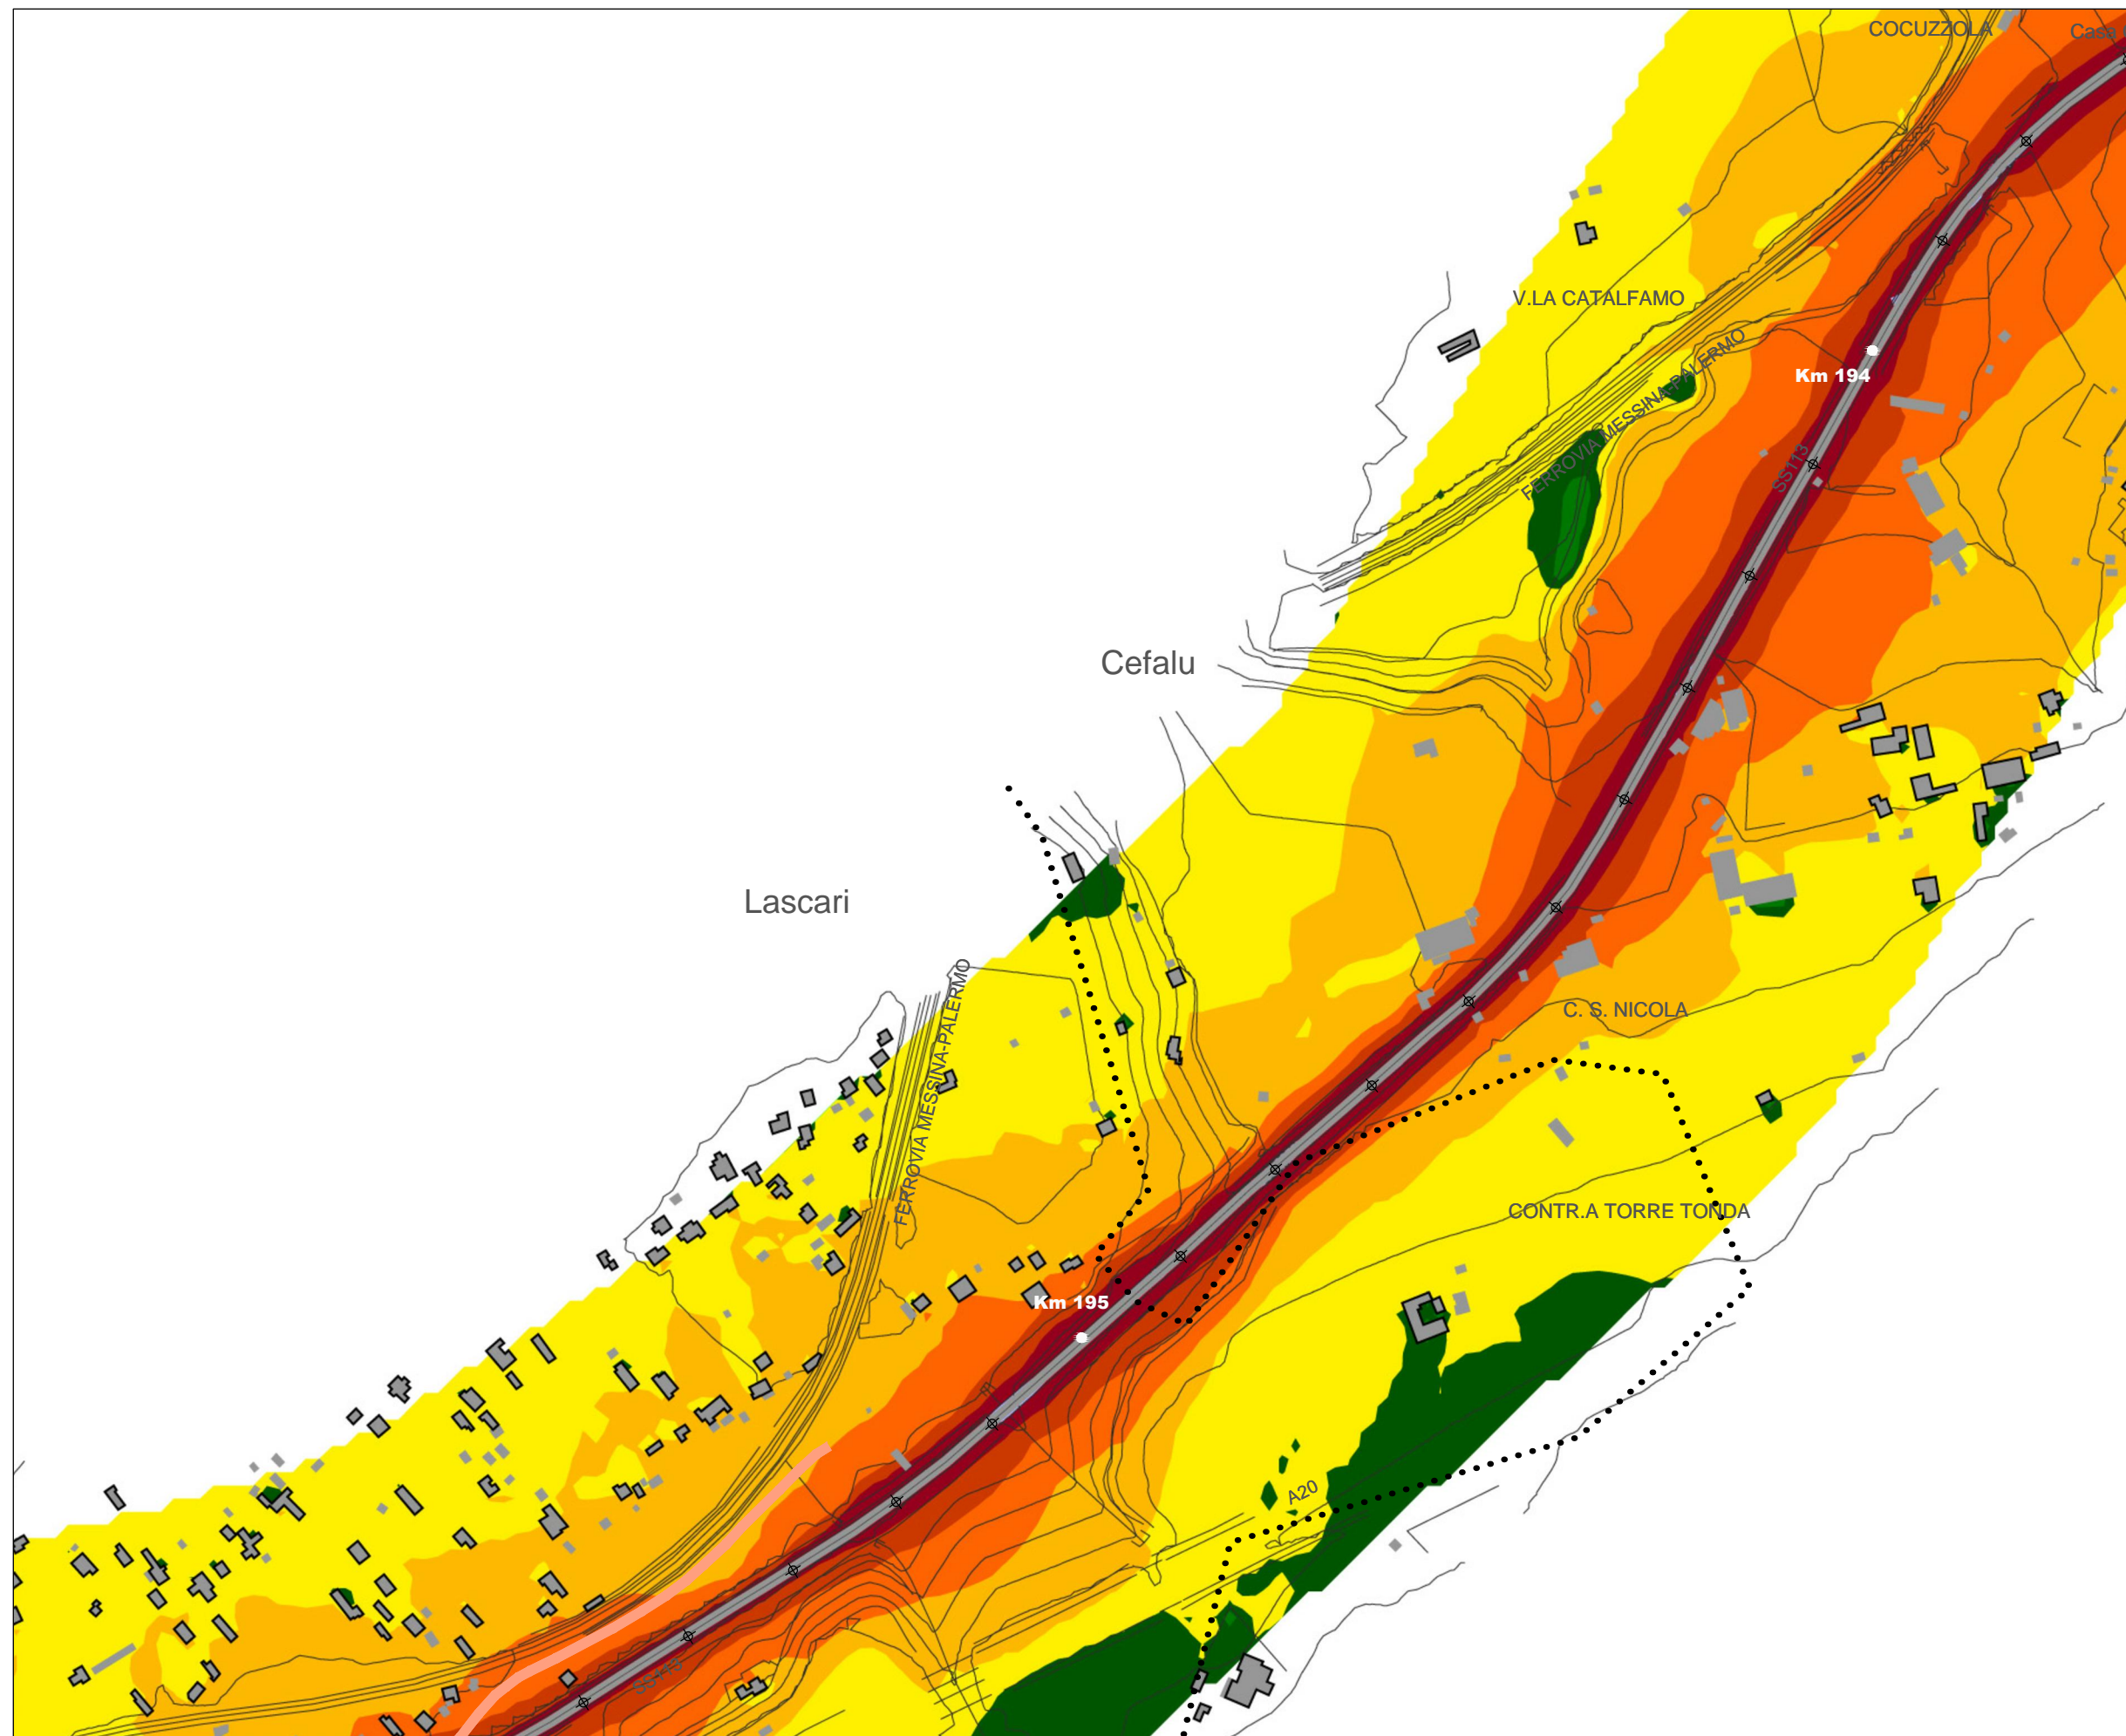 COCUZZOLA
Casa
V.LA CATALFAMO
FERROVIA MESSINA-PALERMO
Km 194
SS113
Cefalu
Lascari
FERROVIA MESSINA-PALERMO
C. S. NICOLA
CONTR.A TORRE TONDA
Km 195
A20
SS113